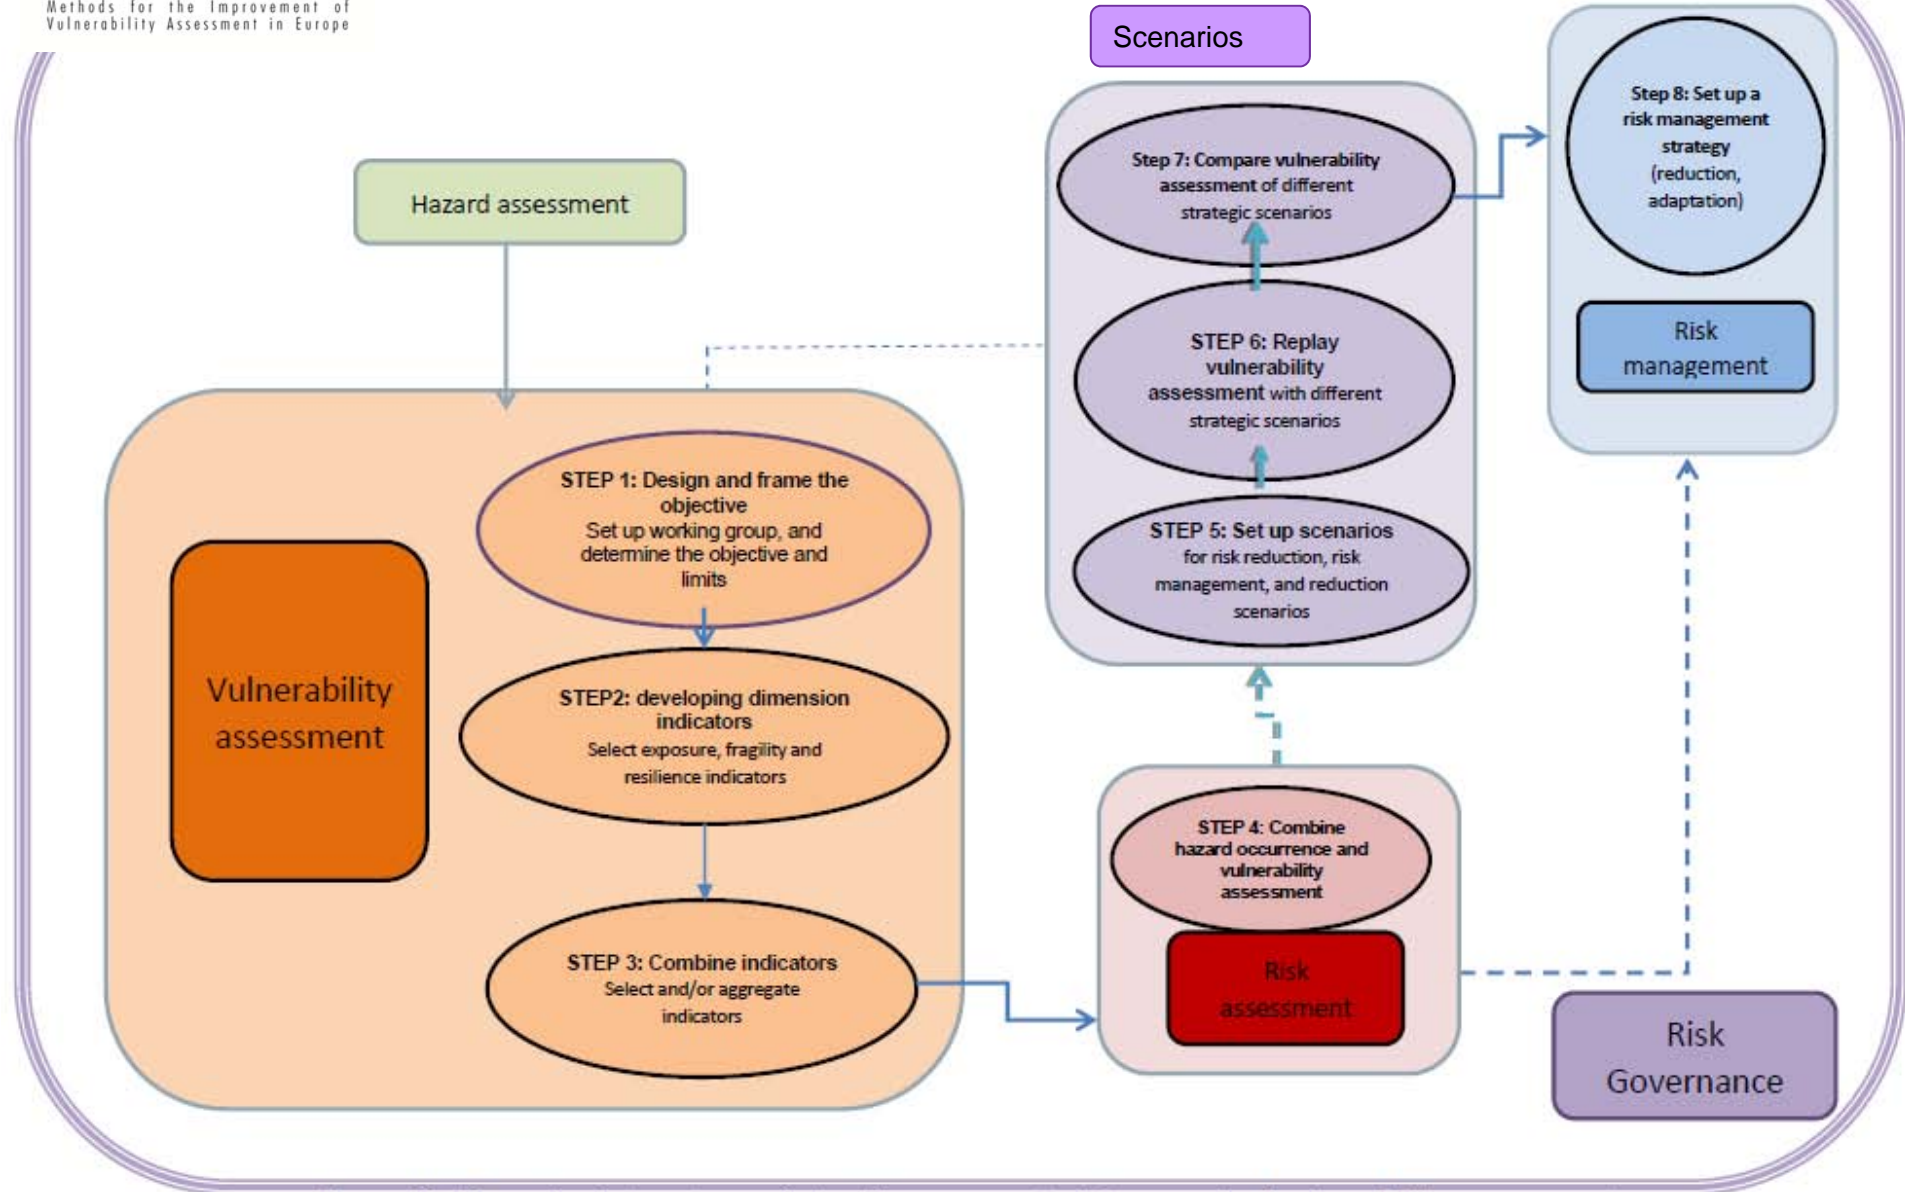 Methods for the Improvement of
Vulnerability Assessment in Europe
Scenarios
Hazard assessment
Vulnerability
assessment
STEP 1: Design and frame the
objective
Set up working group, and
determine the objective and
limits
STEP2: developing dimension
indicators
Select exposure, fragility and
resilience indicators
STEP 3: Combine indicators
Select and/or aggregate
indicators
STEP 4: Combine
hazard occurrence and
vulnerability
assessment
Risk
assessment
STEP 5: Set up scenarios
for risk reduction, risk
management, and reduction
scenarios
STEP 6: Replay
vulnerability
assessment with different
strategic scenarios
Step 7: Compare vulnerability
assessment of different
strategic scenarios
Step 8: Set up a
risk management
strategy
(reduction,
adaptation)
Risk
management
Risk
Governance